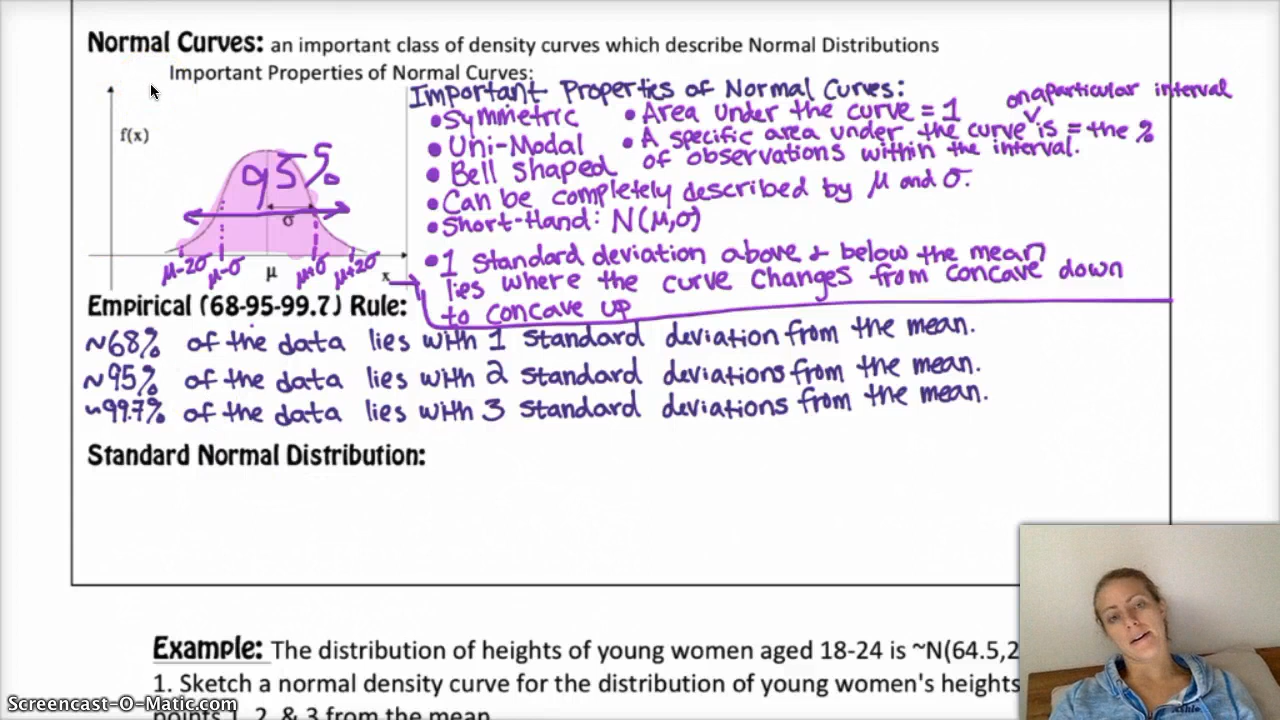 Normal Curves: an important class of density curves which describe Normal Distributions
Important Properties of Normal Curves:
Important Properties of Normal Curves:
• Symmetric
• Uni-Modal
• Bell shaped
• Area under the curve = 1
on a particular interval
• A specific area under the curve is = the %
of observations within the interval.
• Can be completely described by μ and σ.
• Short-Hand: N(μ,σ)
• 1 Standard deviation above & below the mean
lies where the curve changes from concave down
to concave up
f(x)
95%
σ
μ-2σ μ-σ μ μ+σ μ+2σ x
Empirical (68-95-99.7) Rule:
~68% of the data lies with 1 standard deviation from the mean.
~95% of the data lies with 2 standard deviations from the mean.
~99.7% of the data lies with 3 standard deviations from the mean.
Standard Normal Distribution:
Example: The distribution of heights of young women aged 18-24 is ~N(64.5,2
1. Sketch a normal density curve for the distribution of young women's heights
points 1, 2, & 3 from the mean
Screencast-O-Matic.com